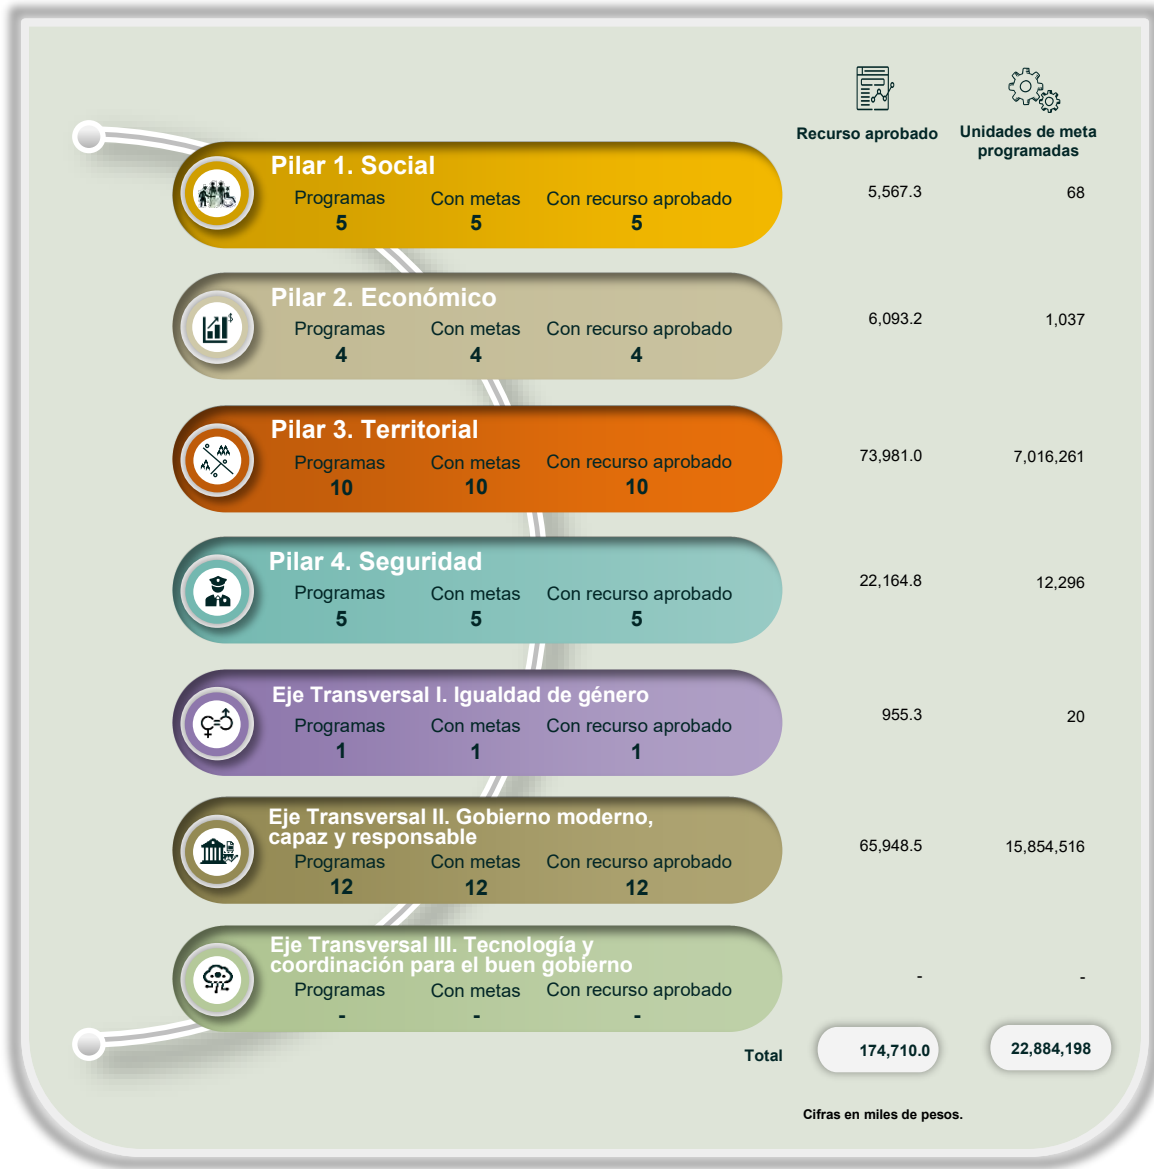 Recurso aprobado
Unidades de meta
programadas
Pilar 1. Social
Programas Con metas Con recurso aprobado
5 5 5
5,567.3 68
Pilar 2. Económico
Programas Con metas Con recurso aprobado
4 4 4
6,093.2 1,037
Pilar 3. Territorial
Programas Con metas Con recurso aprobado
10 10 10
73,981.0 7,016,261
Pilar 4. Seguridad
Programas Con metas Con recurso aprobado
5 5 5
22,164.8 12,296
Eje Transversal I. Igualdad de género
Programas Con metas Con recurso aprobado
1 1 1
955.3 20
Eje Transversal II. Gobierno moderno,
capaz y responsable
Programas Con metas Con recurso aprobado
12 12 12
65,948.5 15,854,516
Eje Transversal III. Tecnología y
coordinación para el buen gobierno
Programas Con metas Con recurso aprobado
- - -
- -
Total 174,710.0 22,884,198
Cifras en miles de pesos.